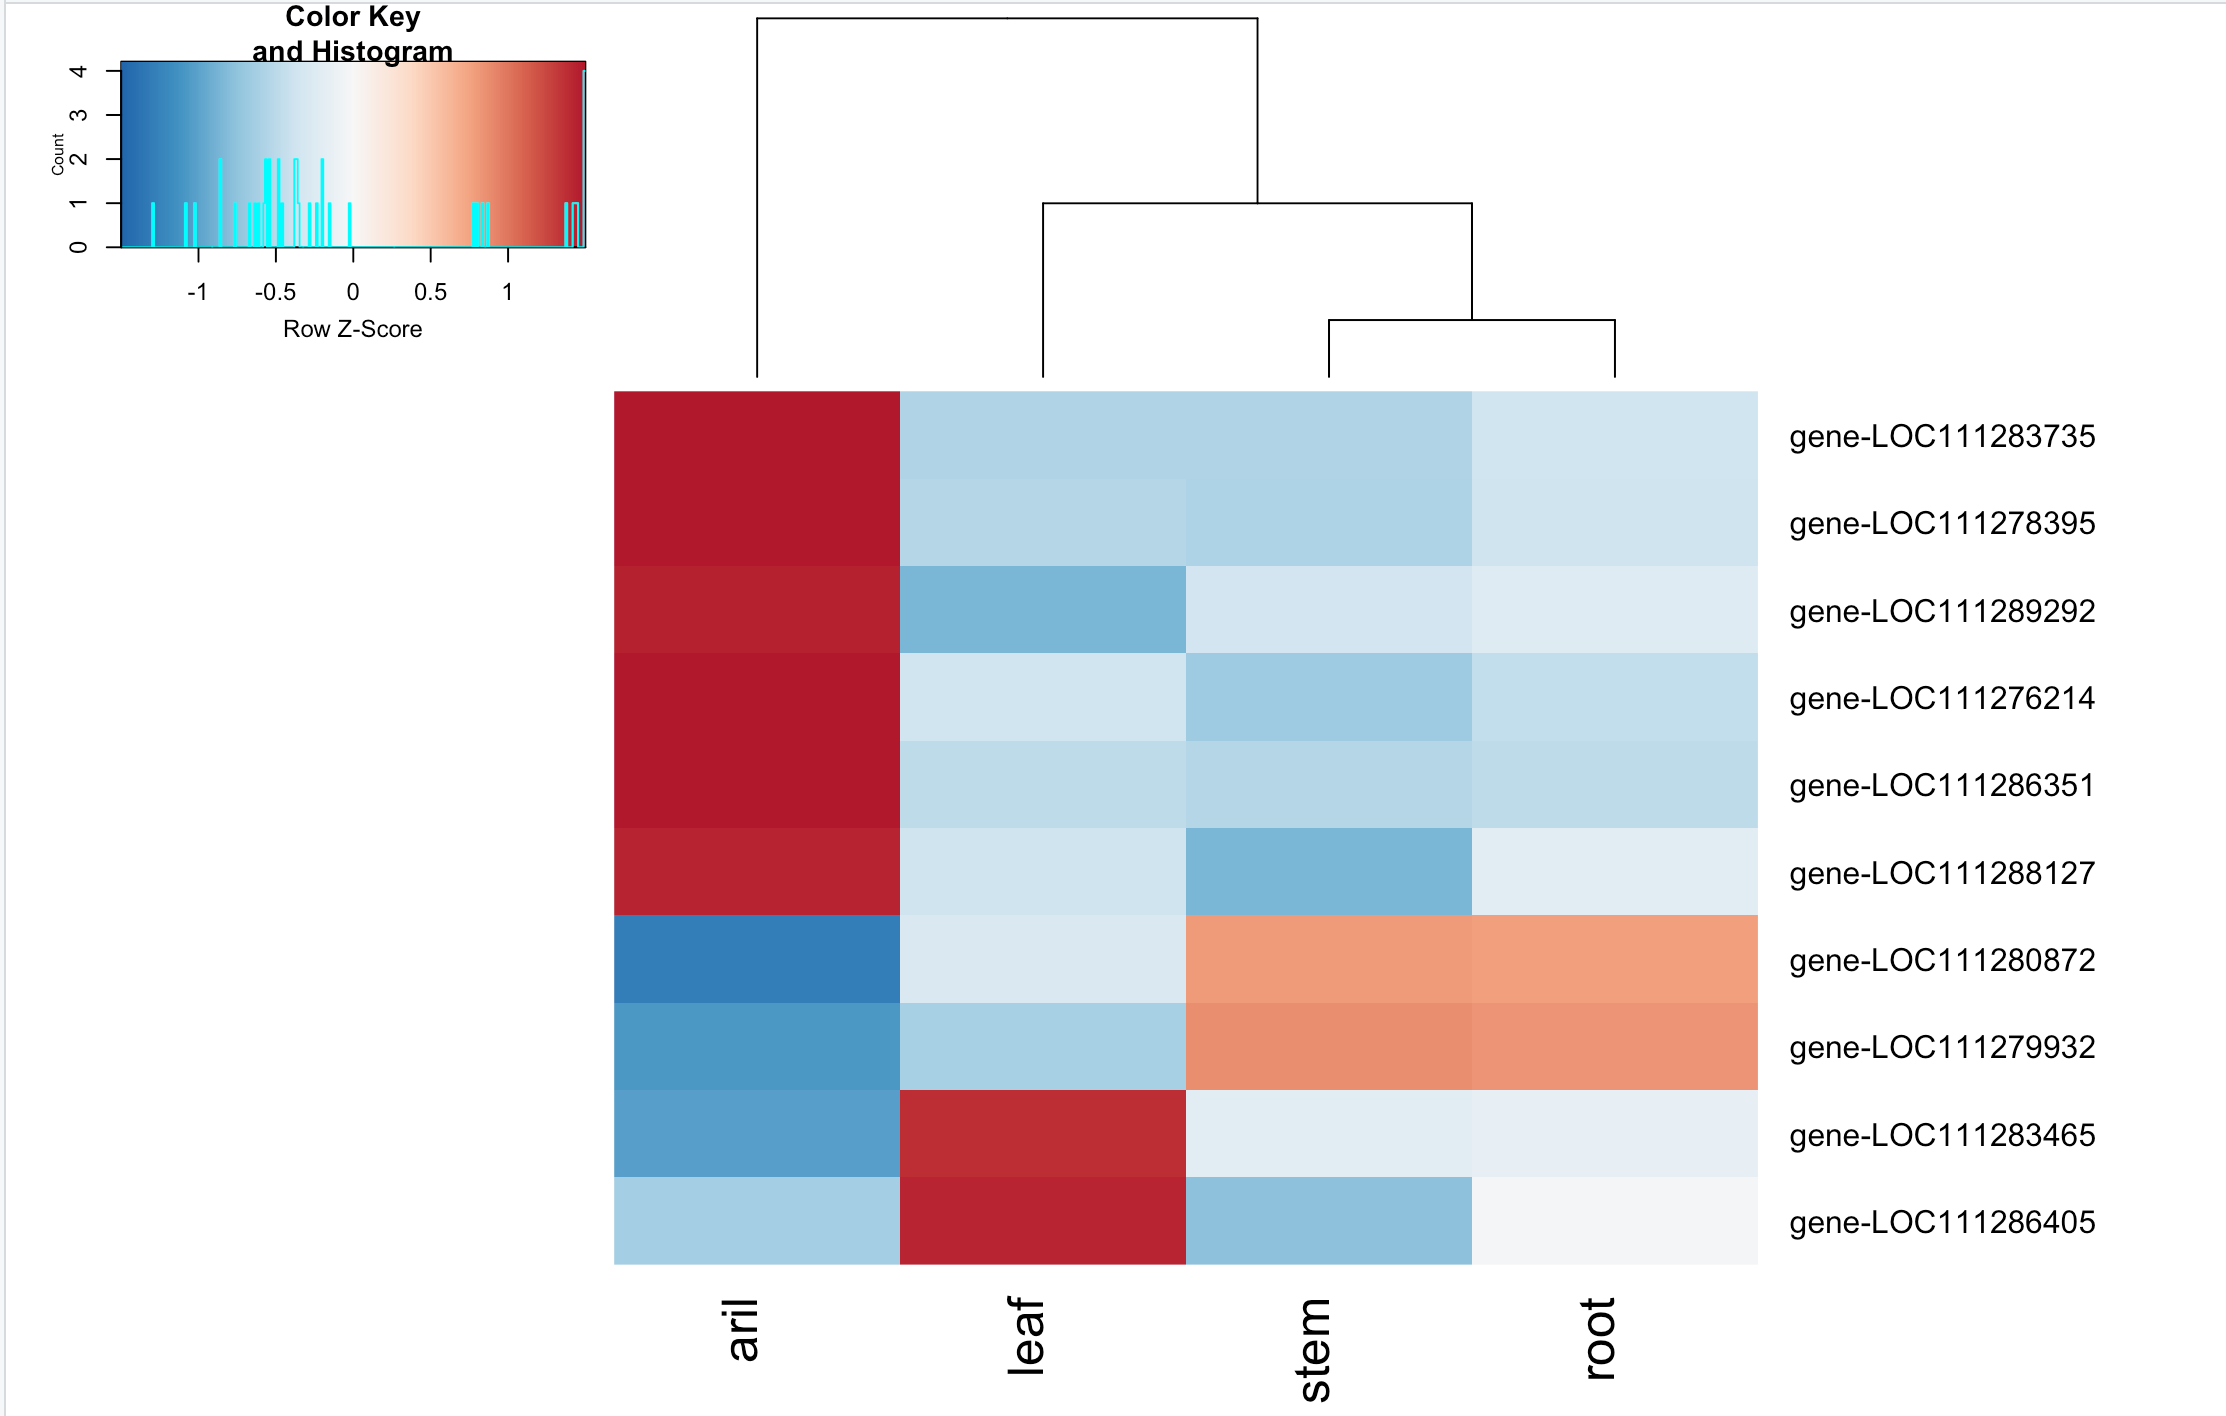 Color Key
and Histogram
Count
0 1 2 3 4
-1 -0.5 0 0.5 1
Row Z-Score
gene-LOC111283735
gene-LOC111278395
gene-LOC111289292
gene-LOC111276214
gene-LOC111286351
gene-LOC111288127
gene-LOC111280872
gene-LOC111279932
gene-LOC111283465
gene-LOC111286405
aril
leaf
stem
root